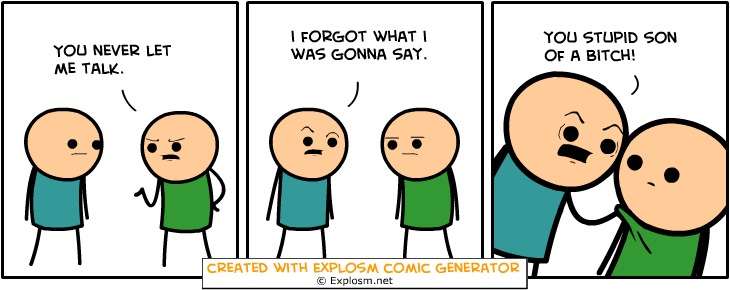 YOU NEVER LET
ME TALK.
I FORGOT WHAT I
WAS GONNA SAY.
YOU STUPID SON
OF A BITCH!
CREATED WITH EXPLOSM COMIC GENERATOR
© Explosm.net